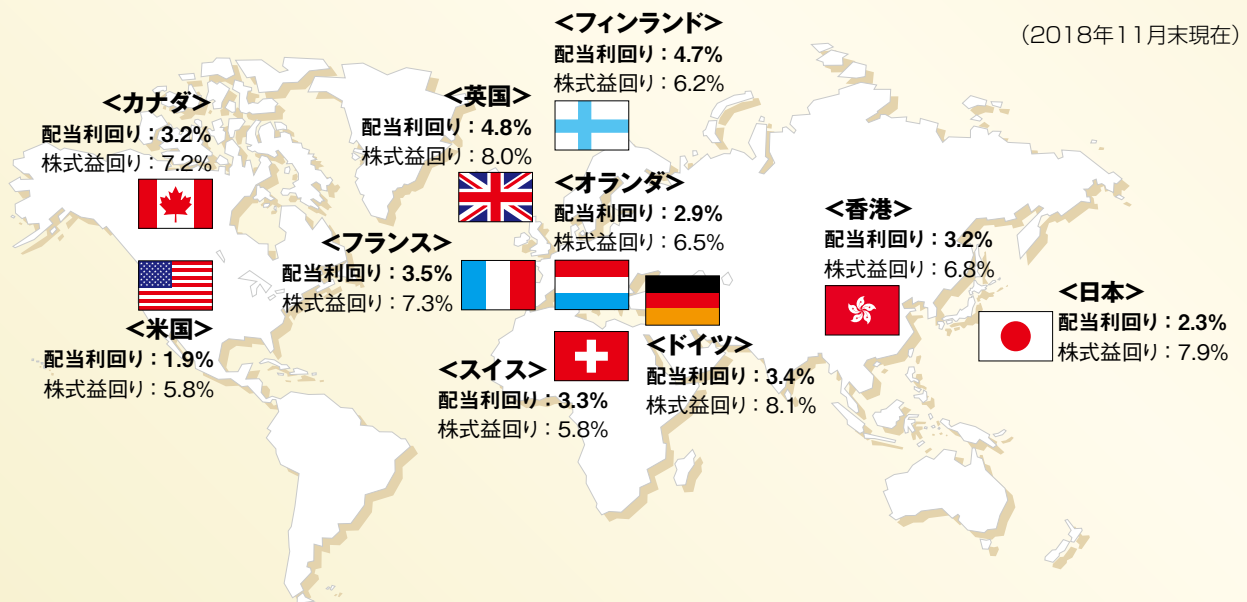 (2018年11月末現在)
<フィンランド>
配当利回り：4.7%
株式益回り：6.2%
<カナダ>
配当利回り：3.2%
株式益回り：7.2%
<英国>
配当利回り：4.8%
株式益回り：8.0%
<オランダ>
配当利回り：2.9%
株式益回り：6.5%
<フランス>
配当利回り：3.5%
株式益回り：7.3%
<香港>
配当利回り：3.2%
株式益回り：6.8%
<日本>
配当利回り：2.3%
株式益回り：7.9%
<米国>
配当利回り：1.9%
株式益回り：5.8%
<スイス>
配当利回り：3.3%
株式益回り：5.8%
<ドイツ>
配当利回り：3.4%
株式益回り：8.1%